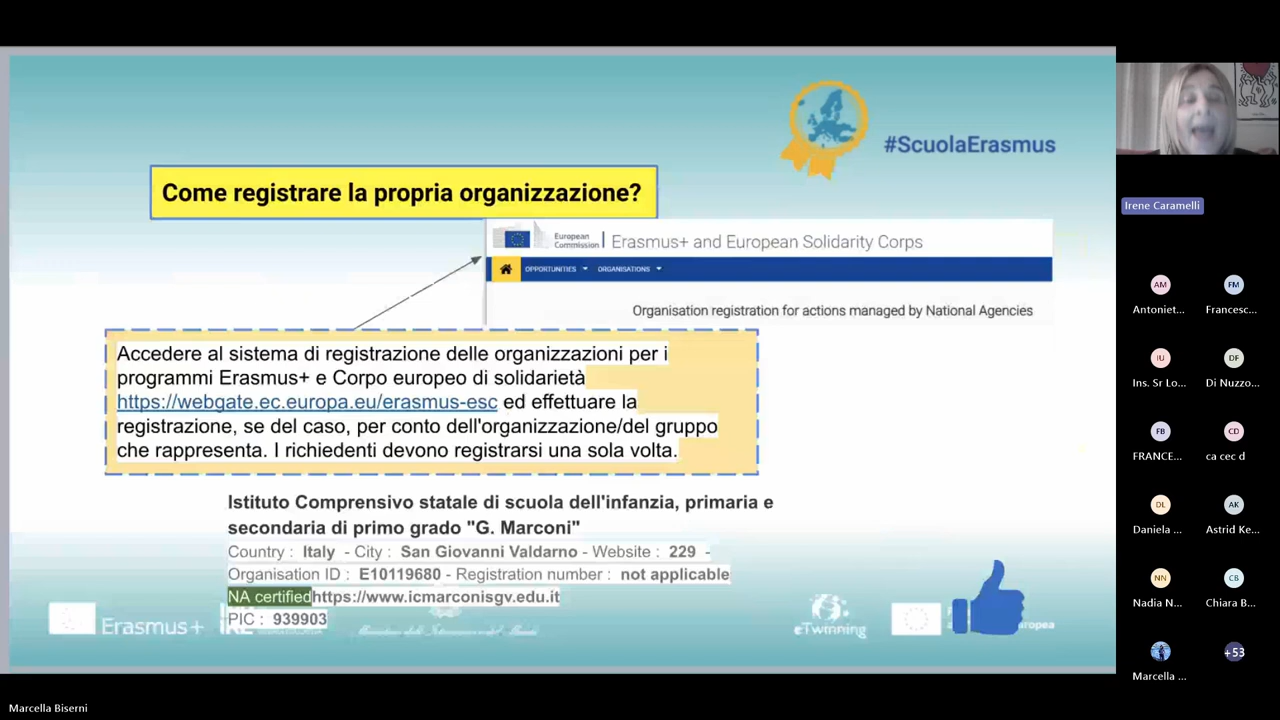 #ScuolaErasmus
Come registrare la propria organizzazione?
European
Commission
Erasmus+ and European Solidarity Corps
OPPORTUNITIES
ORGANISATIONS
Organisation registration for actions managed by National Agencies
Accedere al sistema di registrazione delle organizzazioni per i
programmi Erasmus+ e Corpo europeo di solidarietà
https://webgate.ec.europa.eu/erasmus-esc ed effettuare la
registrazione, se del caso, per conto dell'organizzazione/del gruppo
che rappresenta. I richiedenti devono registrarsi una sola volta.
Istituto Comprensivo statale di scuola dell'infanzia, primaria e
secondaria di primo grado "G. Marconi"
Country : Italy - City : San Giovanni Valdarno - Website : 229 -
Organisation ID : E10119680 - Registration number : not applicable
NA certifiedhttps://www.icmarconisgv.edu.it
PIC : 939903
Erasmus+
eTwinning
Irene Caramelli
AM
FM
Antoniet...
Francesc...
IU
DF
Ins. Sr Lo...
Di Nuzzo...
FB
CD
FRANCE...
ca cec d
DL
AK
Daniela ...
Astrid Ke...
NN
CB
Nadia N...
Chiara B...
+53
Marcella ...
Marcella Biserni